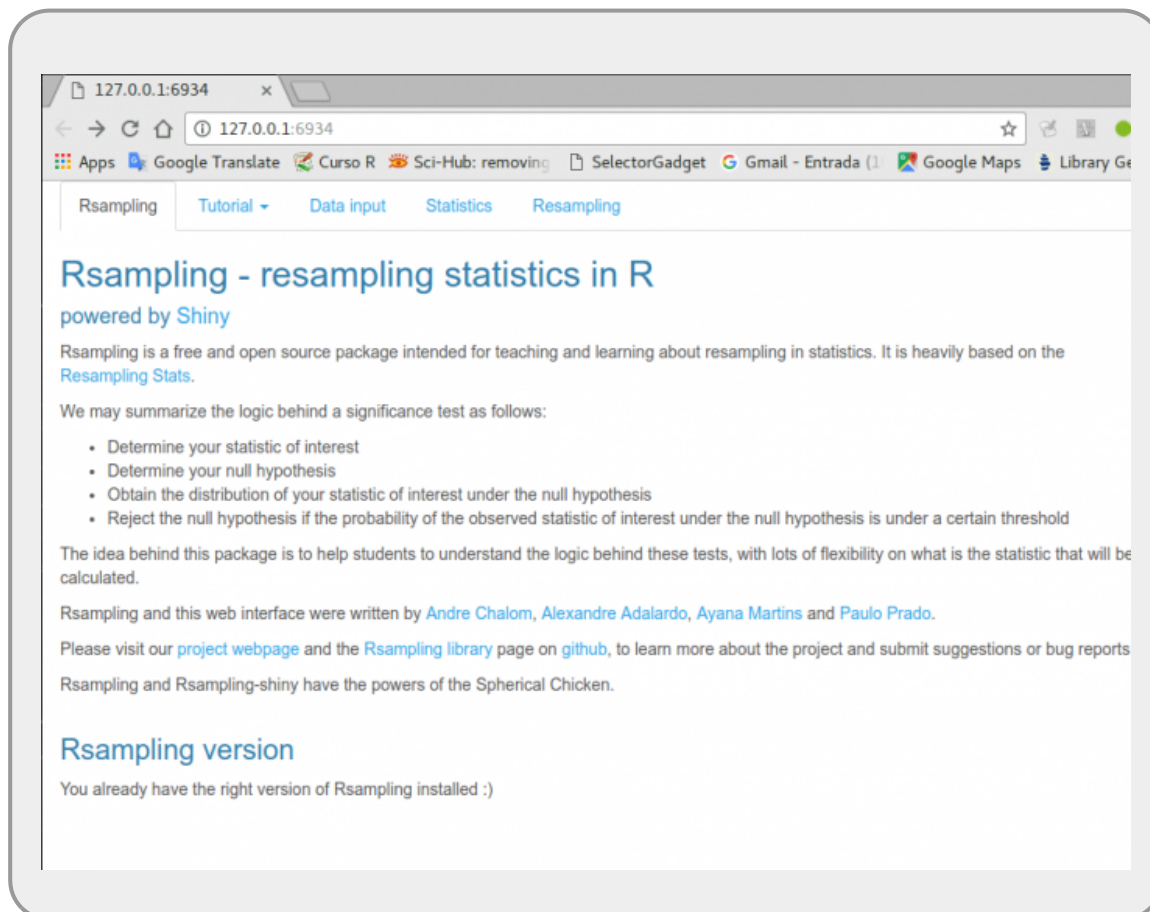 127.0.0.1:6934
127.0.0.1:6934
Apps Google Translate Curso R Sci-Hub: removing SelectorGadget Gmail - Entrada (1 Google Maps Library Ge
Rsampling Tutorial Data input Statistics Resampling
Rsampling - resampling statistics in R
powered by Shiny
Rsampling is a free and open source package intended for teaching and learning about resampling in statistics. It is heavily based on the
Resampling Stats.
We may summarize the logic behind a significance test as follows:
• Determine your statistic of interest
• Determine your null hypothesis
• Obtain the distribution of your statistic of interest under the null hypothesis
• Reject the null hypothesis if the probability of the observed statistic of interest under the null hypothesis is under a certain threshold
The idea behind this package is to help students to understand the logic behind these tests, with lots of flexibility on what is the statistic that will be
calculated.
Rsampling and this web interface were written by Andre Chalom, Alexandre Adalardo, Ayana Martins and Paulo Prado.
Please visit our project webpage and the Rsampling library page on github, to learn more about the project and submit suggestions or bug reports
Rsampling and Rsampling-shiny have the powers of the Spherical Chicken.
Rsampling version
You already have the right version of Rsampling installed :)